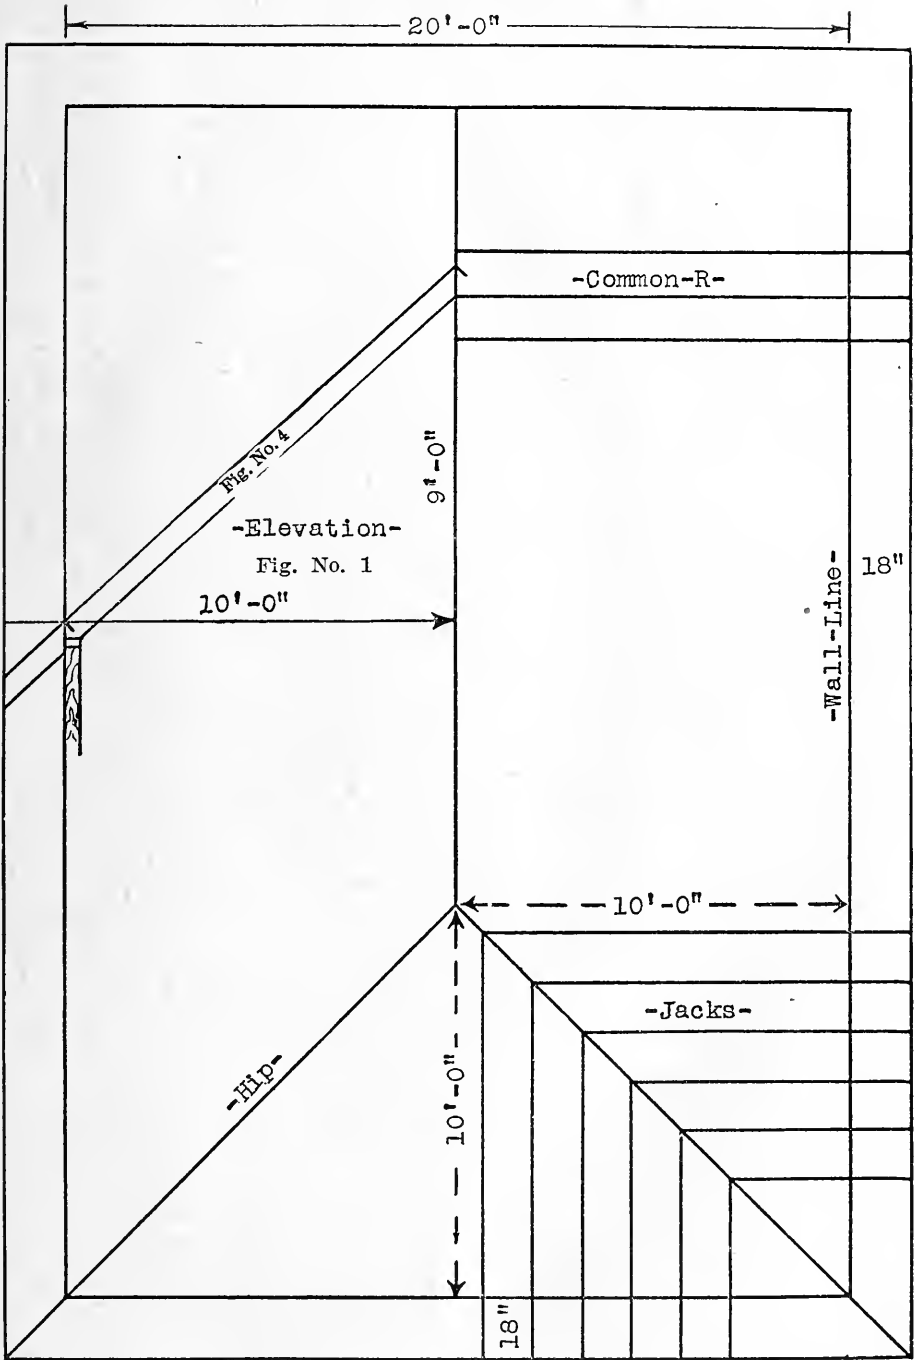 20'-0"
-Common-R-
Fig. No. 4
9'-0"
-Elevation-
Fig. No. 1
10'-0"
-Wall-Line-
18"
10'-0"
-Jacks-
-Hip-
10'-0"
18"